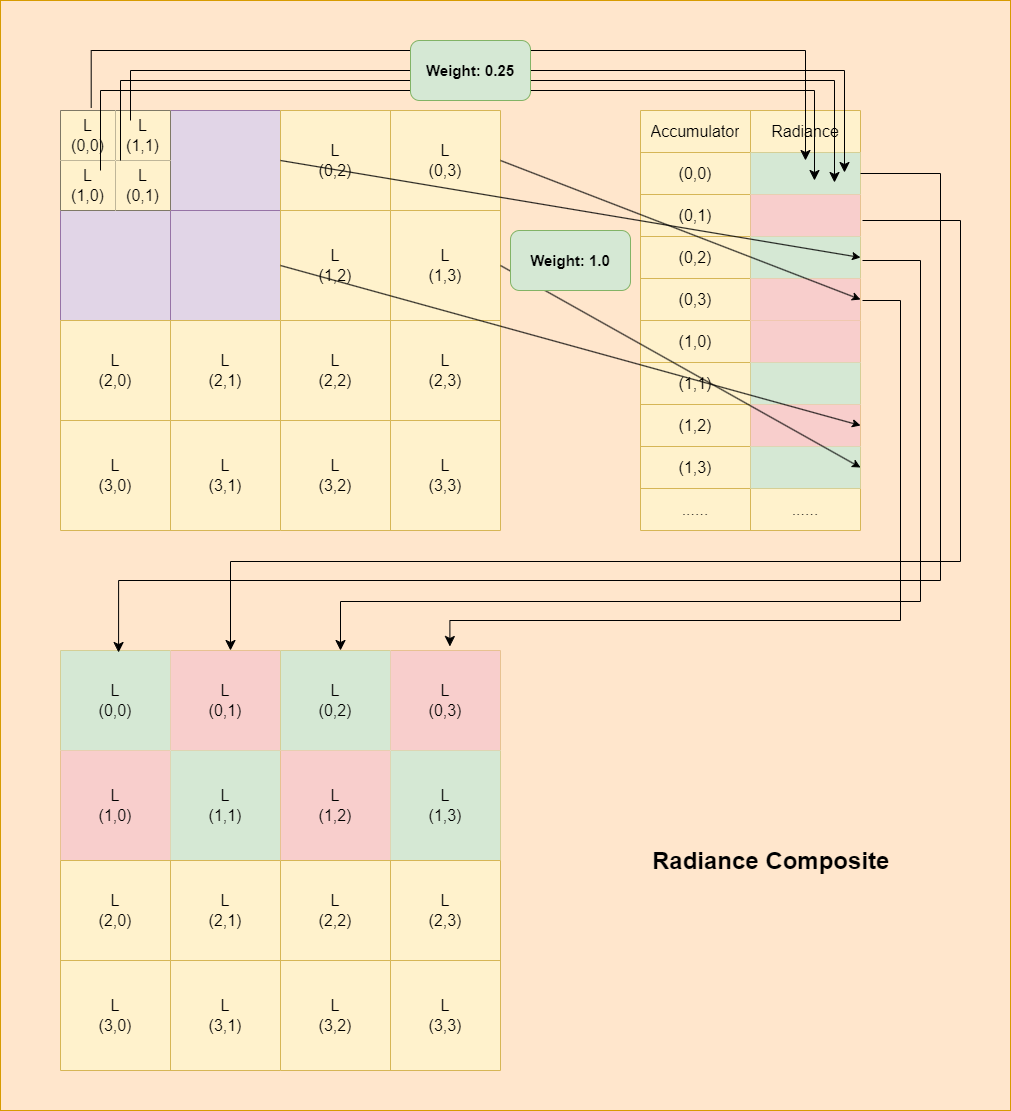 Weight: 0.25
L
(0,0)
L
(1,1)
L
(1,0)
L
(0,1)
L
(0,2)
L
(0,3)
L
(1,2)
L
(1,3)
L
(2,0)
L
(2,1)
L
(2,2)
L
(2,3)
L
(3,0)
L
(3,1)
L
(3,2)
L
(3,3)
Weight: 1.0
Accumulator Radiance
(0,0)
(0,1)
(0,2)
(0,3)
(1,0)
(1,1)
(1,2)
(1,3)
...... ......
L
(0,0)
L
(0,1)
L
(0,2)
L
(0,3)
L
(1,0)
L
(1,1)
L
(1,2)
L
(1,3)
L
(2,0)
L
(2,1)
L
(2,2)
L
(2,3)
L
(3,0)
L
(3,1)
L
(3,2)
L
(3,3)
Radiance Composite